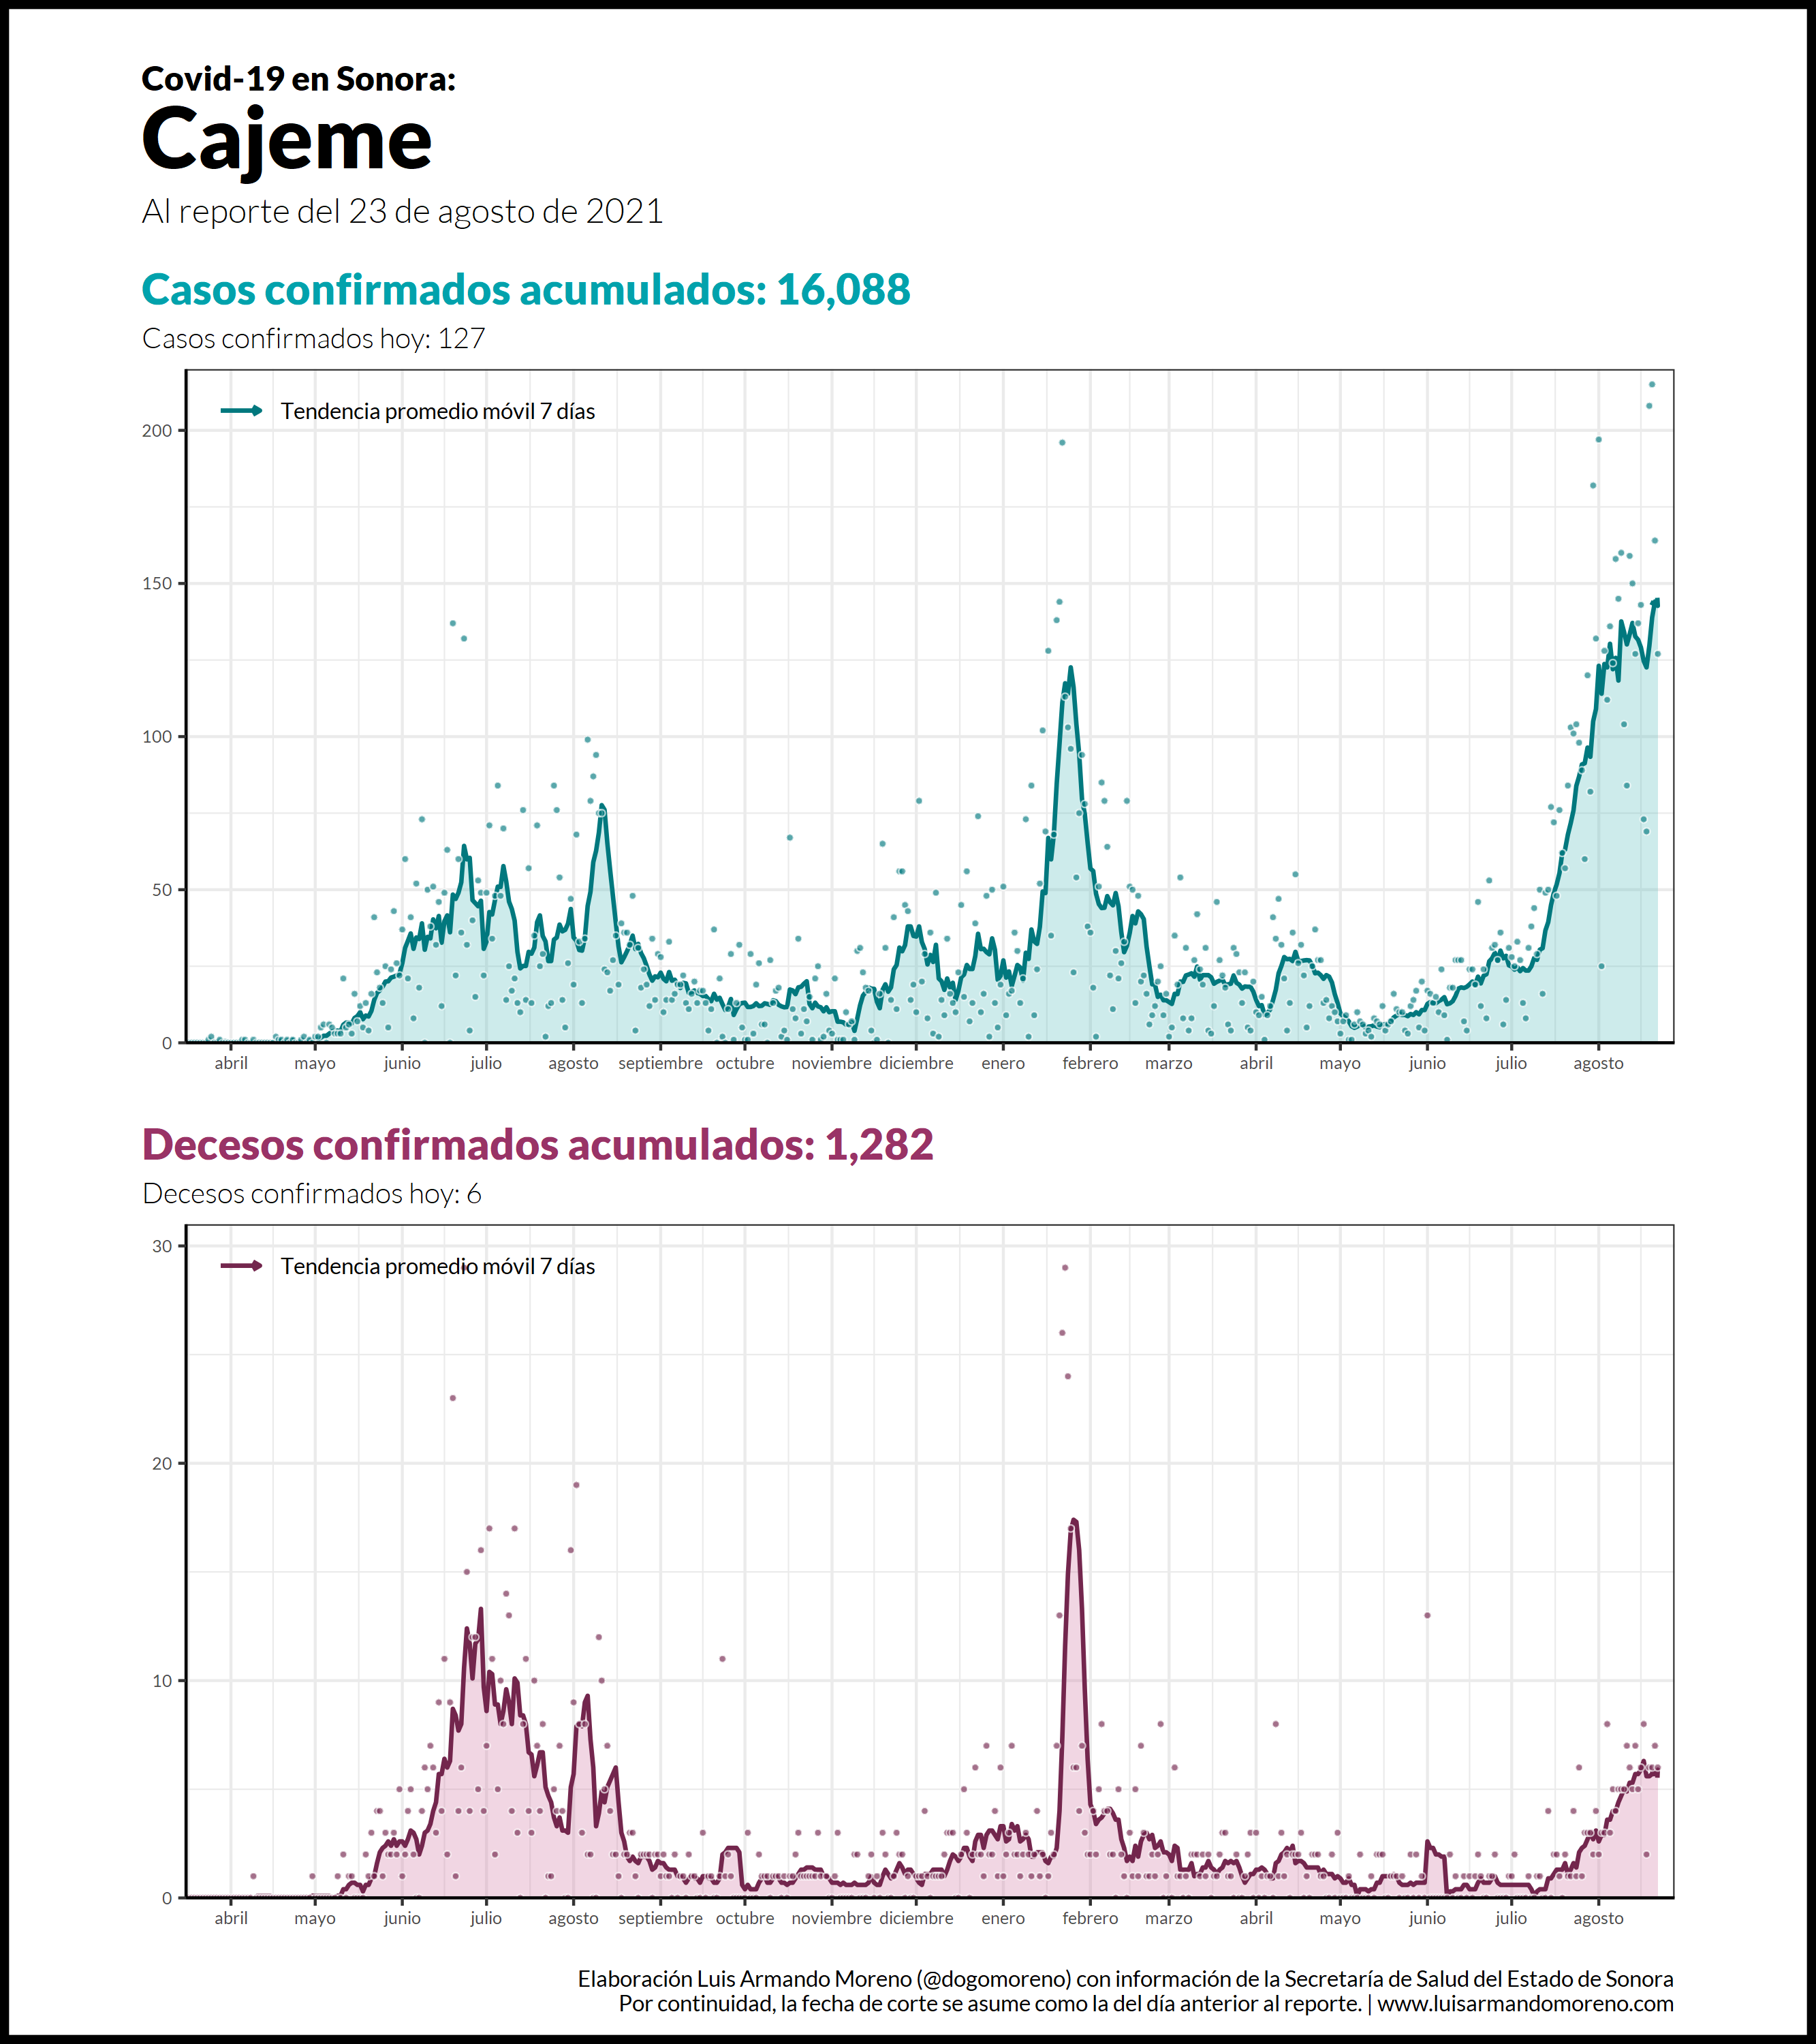 Covid-19 en Sonora:
Cajeme
Al reporte del 23 de agosto de 2021
Casos confirmados acumulados: 16,088
Casos confirmados hoy: 127
Tendencia promedio móvil 7 días
200
150
100
50
0
abril mayo junio julio agosto septiembre octubre noviembre diciembre enero febrero marzo abril mayo junio julio agosto
Decesos confirmados acumulados: 1,282
Decesos confirmados hoy: 6
30
Tendencia promedio móvil 7 días
20
10
0
abril mayo junio julio agosto septiembre octubre noviembre diciembre enero febrero marzo abril mayo junio julio agosto
Elaboración Luis Armando Moreno (@dogomoreno) con información de la Secretaría de Salud del Estado de Sonora
Por continuidad, la fecha de corte se asume como la del día anterior al reporte. | www.luisarmandomoreno.com